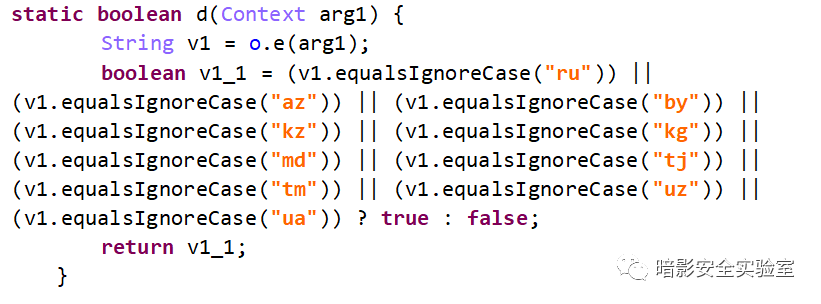 static boolean d(Context arg1) {
String v1 = o.e(arg1);
boolean v1_1 = (v1.equalsIgnoreCase("ru")) ||
(v1.equalsIgnoreCase("az")) || (v1.equalsIgnoreCase("by")) ||
(v1.equalsIgnoreCase("kz")) || (v1.equalsIgnoreCase("kg")) ||
(v1.equalsIgnoreCase("md")) || (v1.equalsIgnoreCase("tj")) ||
(v1.equalsIgnoreCase("tm")) || (v1.equalsIgnoreCase("uz")) ||
(v1.equalsIgnoreCase("ua")) ? true : false;
return v1_1;
}
暗影安全实验室